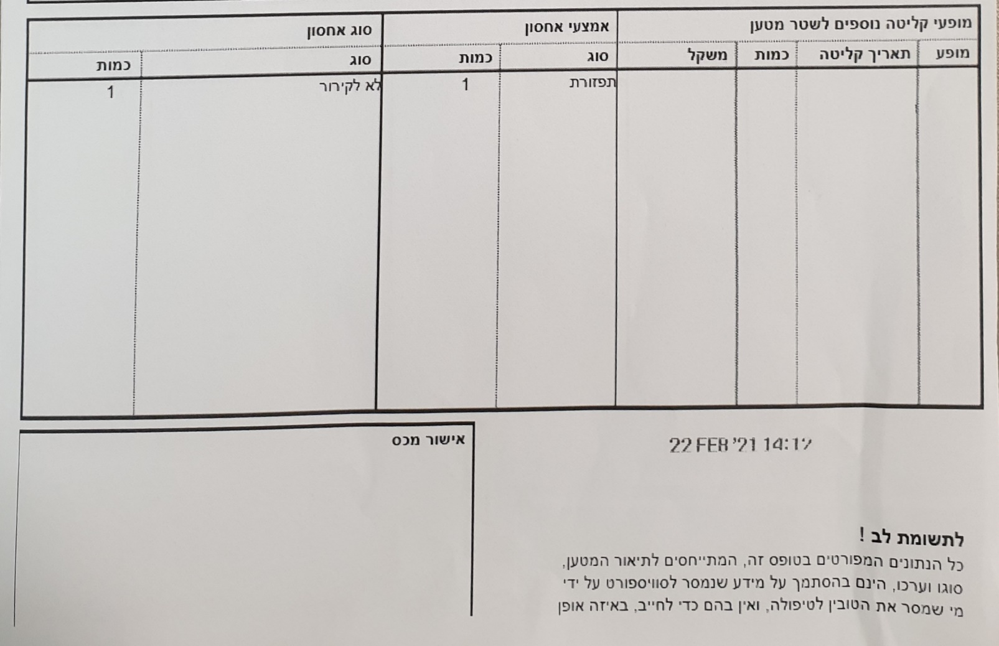 מופעי קליטה נוספים לשטר מטען
אמצעי אחסון
סוג אחסון
מופע
תאריך קליטה
כמות
משקל
סוג
כמות
סוג
כמות
תפזורת
1
לא לקירור
1
אישור מכס
22 FEB '21 14:17
לתשומת לב !
כל הנתונים המפורטים בטופס זה, המתייחסים לתיאור המטען,
סוגו וערכו, הינם בהסתמך על מידע שנמסר לסוויספורט על ידי
מי שמסר את הטובין לטיפולה, ואין בהם כדי לחייב, באיזה אופן